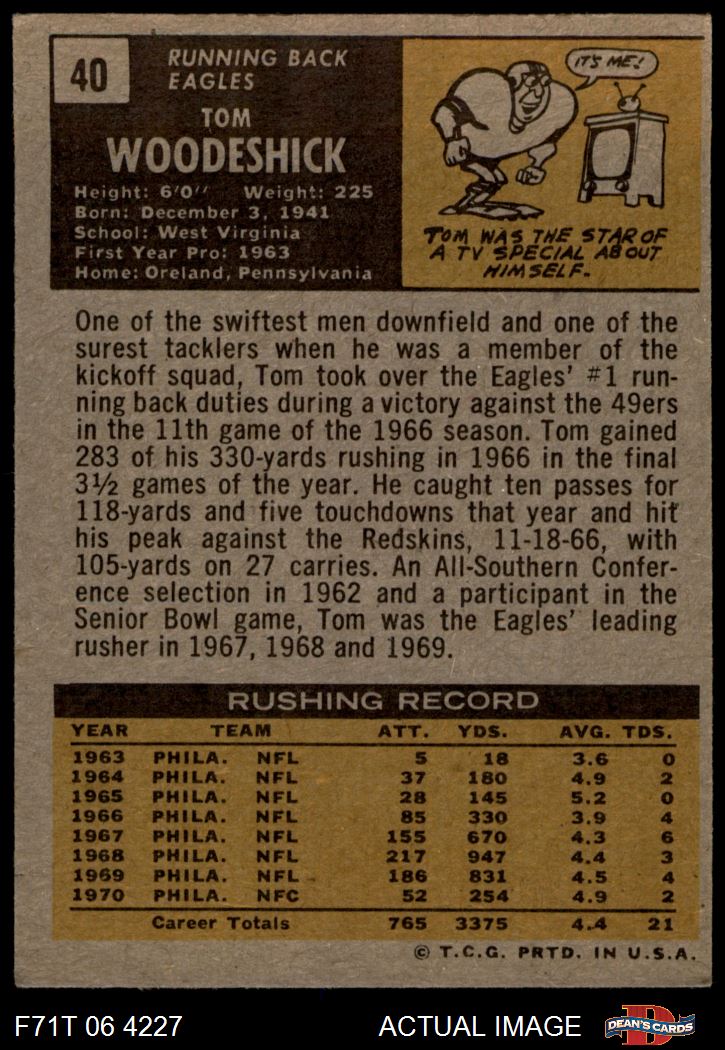 40
RUNNING BACK
EAGLES
TOM
WOODESHICK
Height: 6'0" Weight: 225
Born: December 3, 1941
School: West Virginia
First Year Pro: 1963
Home: Oreland, Pennsylvania
IT'S ME!
TOM WAS THE STAR OF
A TV SPECIAL ABOUT
HIMSELF.
One of the swiftest men downfield and one of the
surest tacklers when he was a member of the
kickoff squad, Tom took over the Eagles' #1 run-
ning back duties during a victory against the 49ers
in the 11th game of the 1966 season. Tom gained
283 of his 330-yards rushing in 1966 in the final
3½ games of the year. He caught ten passes for
118-yards and five touchdowns that year and hit
his peak against the Redskins, 11-18-66, with
105-yards on 27 carries. An All-Southern Confer-
ence selection in 1962 and a participant in the
Senior Bowl game, Tom was the Eagles' leading
rusher in 1967, 1968 and 1969.
RUSHING RECORD
YEAR TEAM ATT. YDS. AVG. TDS.
1963 PHILA. NFL 5 18 3.6 0
1964 PHILA. NFL 37 180 4.9 2
1965 PHILA. NFL 28 145 5.2 0
1966 PHILA. NFL 85 330 3.9 4
1967 PHILA. NFL 155 670 4.3 6
1968 PHILA. NFL 217 947 4.4 3
1969 PHILA. NFL 186 831 4.5 4
1970 PHILA. NFC 52 254 4.9 2
Career Totals 765 3375 4.4 21
© T.C.G. PRTD. IN U.S.A.
F71T 06 4227 ACTUAL IMAGE
D
DEAN'S CARDS